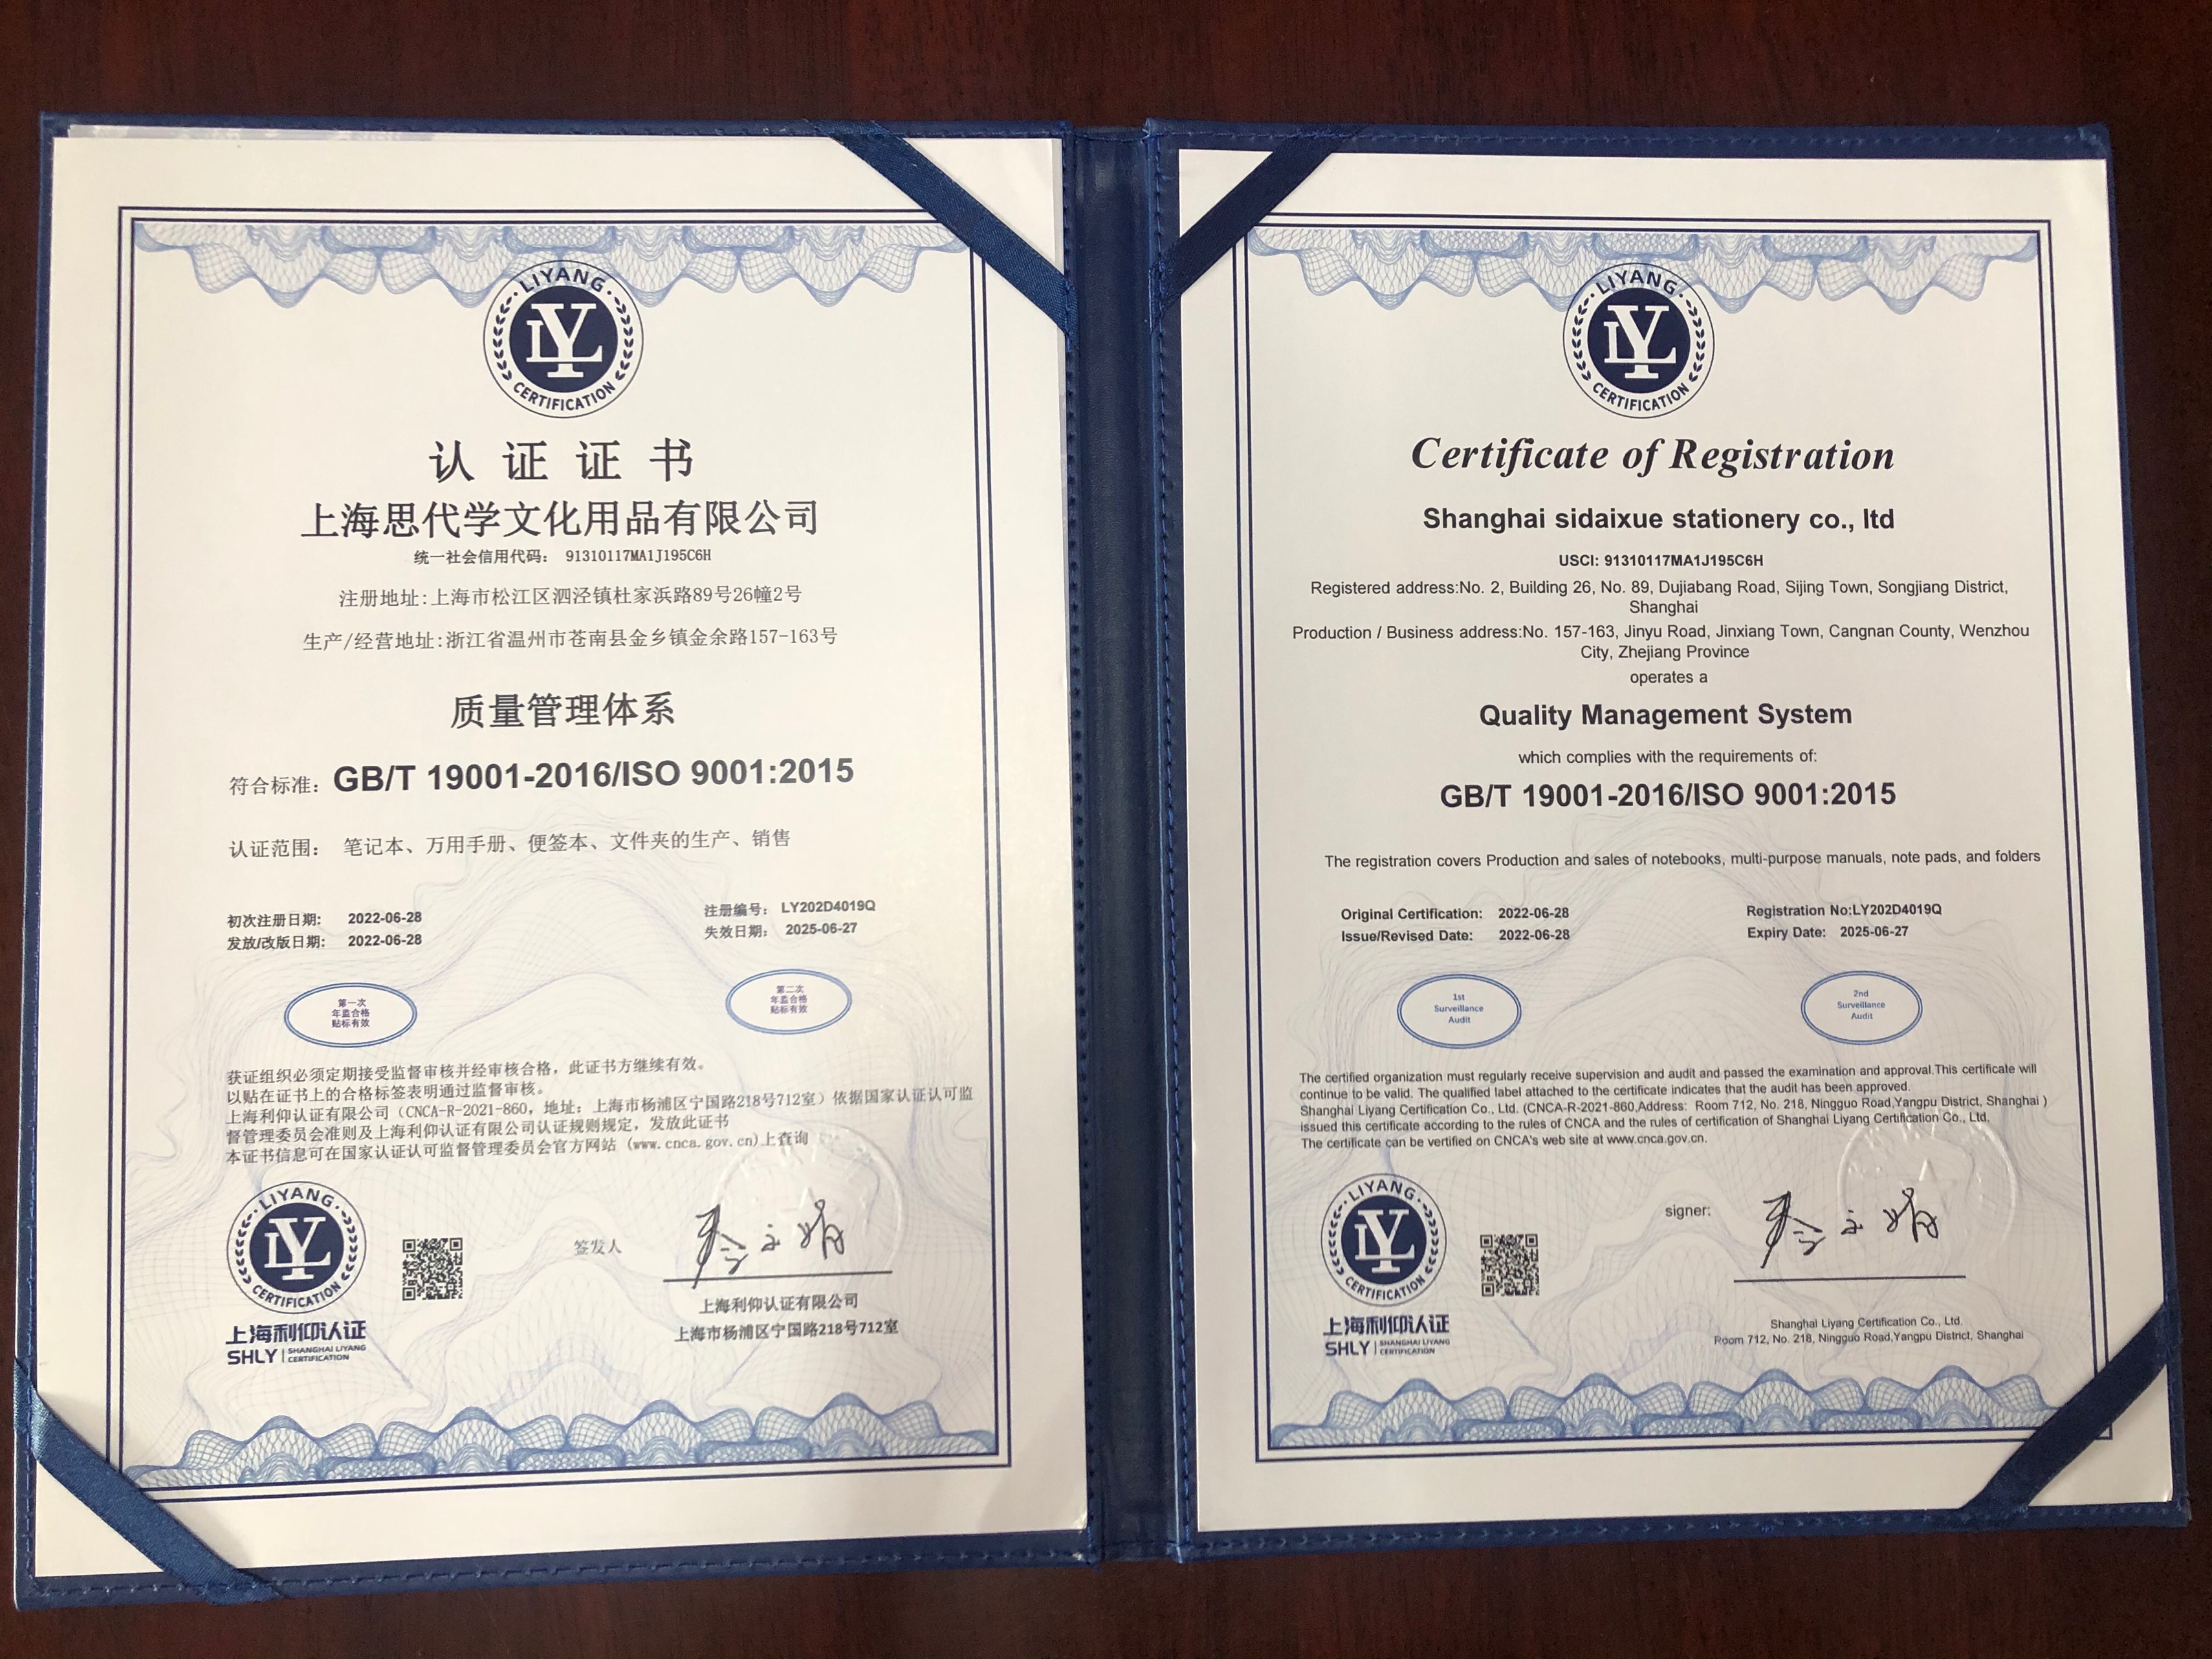 LIYANG
LY
CERTIFICATION
认证证书
上海思代学文化用品有限公司
统一社会信用代码： 91310117MA1J195C6H
注册地址:上海市松江区泗泾镇杜家浜路89号26幢2号
生产/经营地址:浙江省温州市苍南县金乡镇金余路157-163号
质量管理体系
符合标准: GB/T 19001-2016/ISO 9001:2015
认证范围: 笔记本、万用手册、便签本、文件夹的生产、销售
初次注册日期: 2022-06-28
注册编号: LY202D4019Q
发放/改版日期: 2022-06-28
失效日期: 2025-06-27
第一次
年监合格
贴标有效
第二次
年监合格
贴标有效
获证组织必须定期接受监督审核并经审核合格，此证书方继续有效。
以贴在证书上的合格标签表明通过监督审核。
上海利仰认证有限公司（CNCA-R-2021-860，地址：上海市杨浦区宁国路218号712室）依据国家认证认可监
督管理委员会准则及上海利仰认证有限公司认证规则规定，发放此证书
本证书信息可在国家认证认可监督管理委员会官方网站 (www.cnca.gov.cn)上查询
LIYANG
LY
CERTIFICATION
上海利仰认证
SHLY
SHANGHAI LIYANG
CERTIFICATION
签发人
上海利仰认证有限公司
上海市杨浦区宁国路218号712室
LIYANG
LY
CERTIFICATION
Certificate of Registration
Shanghai sidaixue stationery co., ltd
USCI: 91310117MA1J195C6H
Registered address:No. 2, Building 26, No. 89, Dujiabang Road, Sijing Town, Songjiang District,
Shanghai
Production / Business address:No. 157-163, Jinyu Road, Jinxiang Town, Cangnan County, Wenzhou
City, Zhejiang Province
operates a
Quality Management System
which complies with the requirements of:
GB/T 19001-2016/ISO 9001:2015
The registration covers Production and sales of notebooks, multi-purpose manuals, note pads, and folders
Original Certification: 2022-06-28
Registration No:LY202D4019Q
Issue/Revised Date: 2022-06-28
Expiry Date: 2025-06-27
1st
Surveillance
Audit
2nd
Surveillance
Audit
The certified organization must regularly receive supervision and audit and passed the examination and approval.This certificate will
continue to be valid. The qualified label attached to the certificate indicates that the audit has been approved.
Shanghai Liyang Certification Co., Ltd. (CNCA-R-2021-860,Address: Room 712, No. 218, Ningguo Road,Yangpu District, Shanghai )
issued this certificate according to the rules of CNCA and the rules of certification of Shanghai Liyang Certification Co., Ltd.
The certificate can be vertified on CNCA's web site at www.cnca.gov.cn.
LIYANG
LY
CERTIFICATION
上海利仰认证
SHLY
SHANGHAI LIYANG
CERTIFICATION
signer:
Shanghai Liyang Certification Co., Ltd.
Room 712, No. 218, Ningguo Road,Yangpu District, Shanghai